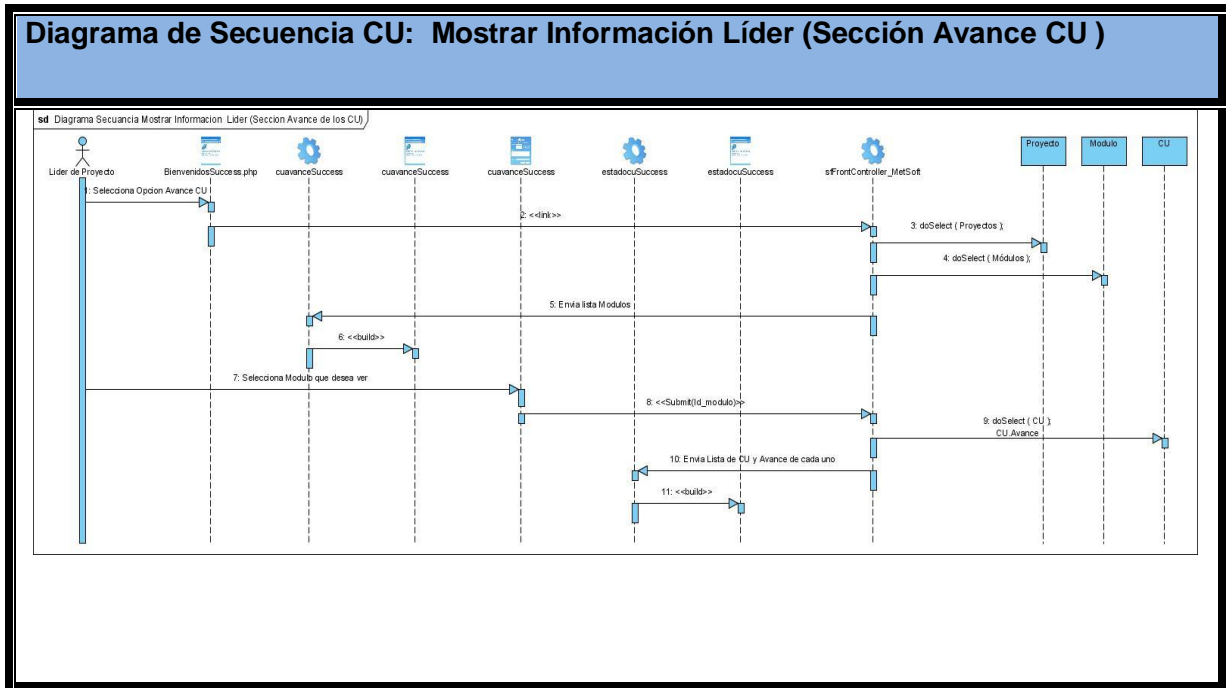 Diagrama de Secuencia CU:  Mostrar Información Líder (Sección Avance CU )
sd Diagrama Secuancia Mostrar Informacion Lider (Seccion Avance de los CU)
Lider de Proyecto
BienvenidosSuccess.php
cuavanceSuccess
cuavanceSuccess
cuavanceSuccess
estadocuSuccess
estadocuSuccess
sfFrontController_MetSoft
Proyecto
Modulo
CU
1: Selecciona Opcion Avance CU
2: <<link>>
3: doSelect ( Proyectos );
4: doSelect ( Módulos );
5: Envia lista Modulos
6: <<build>>
7: Selecciona Modulo que desea ver
8: <<Submit(Id_modulo)>>
9: doSelect ( CU );
CU.Avance
10: Envia Lista de CU y Avance de cada uno
11: <<build>>